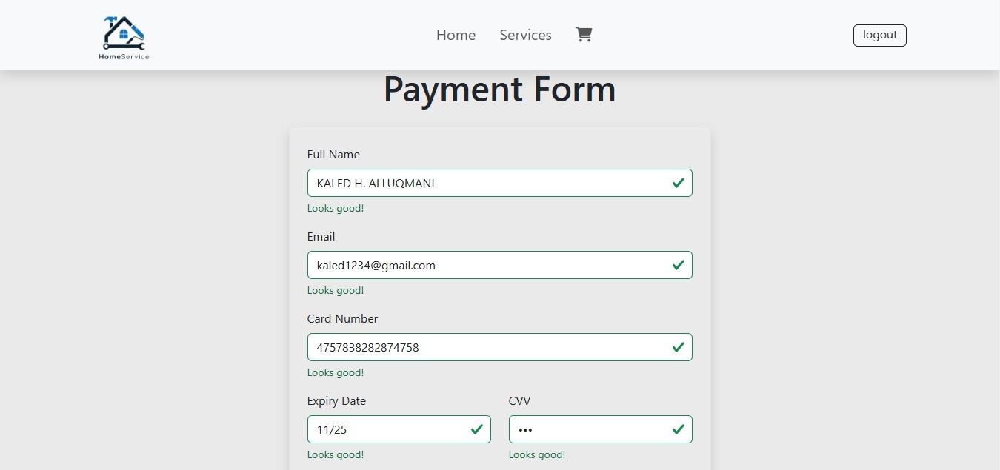 HomeService
Home Services logout
Payment Form
Full Name
KALED H. ALLUQMANI
Looks good!
Email
kaled1234@gmail.com
Looks good!
Card Number
4757838282874758
Looks good!
Expiry Date CVV
11/25 •••
Looks good! Looks good!